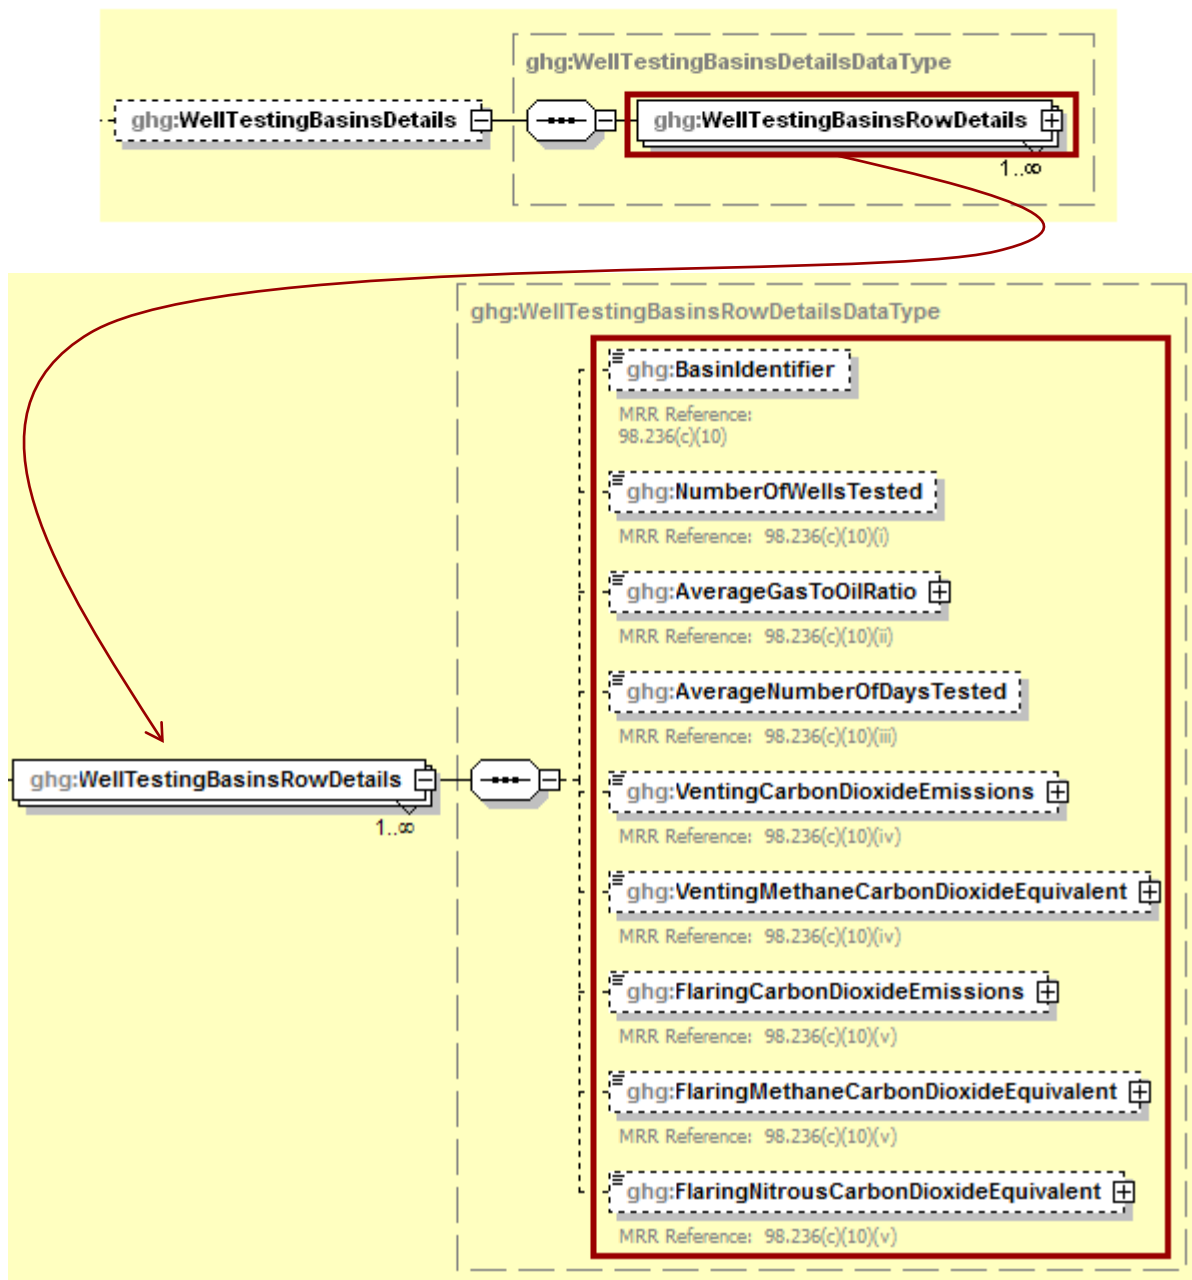 ghg:WellTestingBasinsDetailsDataType
ghg:WellTestingBasinsDetails
ghg:WellTestingBasinsRowDetails
1..∞
ghg:WellTestingBasinsRowDetailsDataType
ghg:BasinIdentifier
MRR Reference:
98.236(c)(10)
ghg:NumberOfWellsTested
MRR Reference: 98.236(c)(10)(i)
ghg:AverageGasToOilRatio
MRR Reference: 98.236(c)(10)(ii)
ghg:AverageNumberOfDaysTested
MRR Reference: 98.236(c)(10)(iii)
ghg:WellTestingBasinsRowDetails
1..∞
ghg:VentingCarbonDioxideEmissions
MRR Reference: 98.236(c)(10)(iv)
ghg:VentingMethaneCarbonDioxideEquivalent
MRR Reference: 98.236(c)(10)(iv)
ghg:FlaringCarbonDioxideEmissions
MRR Reference: 98.236(c)(10)(v)
ghg:FlaringMethaneCarbonDioxideEquivalent
MRR Reference: 98.236(c)(10)(v)
ghg:FlaringNitrousCarbonDioxideEquivalent
MRR Reference: 98.236(c)(10)(v)